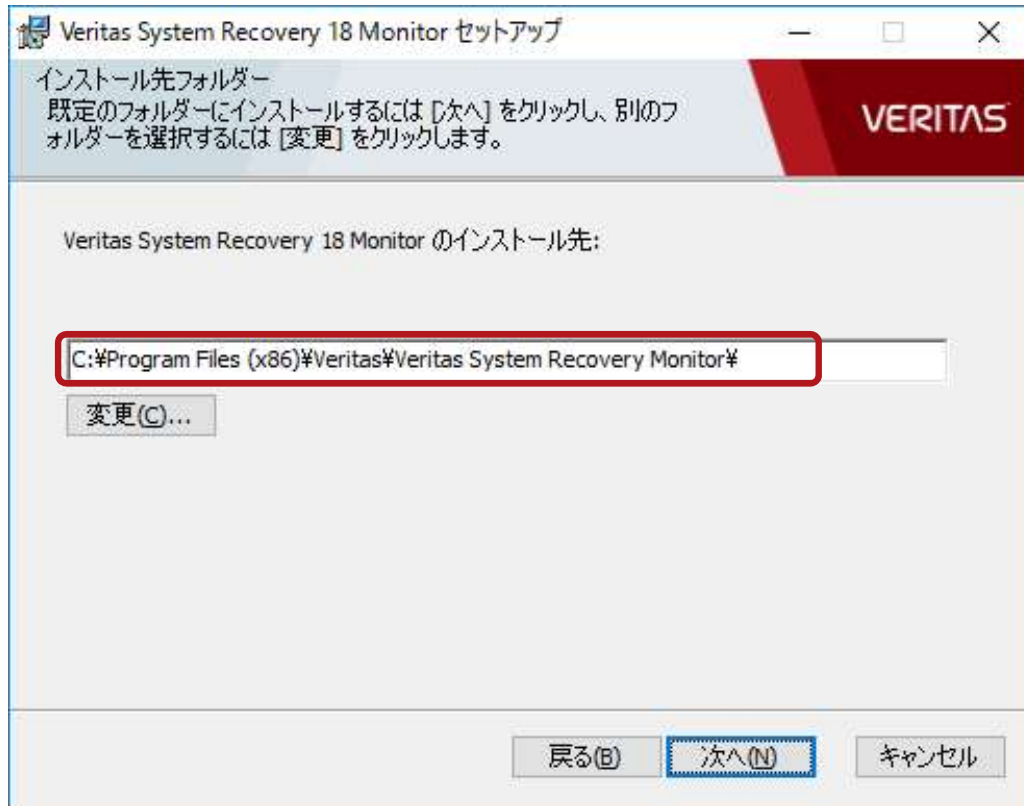 Veritas System Recovery 18 Monitor セットアップ
インストール先フォルダー
既定のフォルダーにインストールするには [次へ] をクリックし、別のフ
ォルダーを選択するには [変更] をクリックします。
VERITAS
Veritas System Recovery 18 Monitor のインストール先:
C:¥Program Files (x86)¥Veritas¥Veritas System Recovery Monitor¥
変更(C)...
戻る(B)
次へ(N)
キャンセル